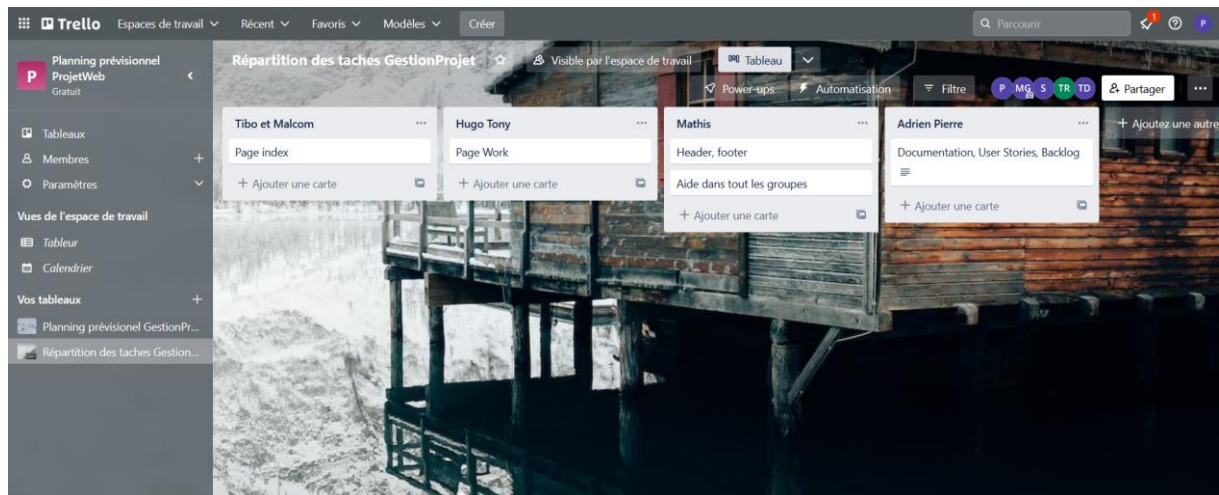 Trello Espaces de travail Récent Favoris Modèles Créer Parcourir 1 P
P Planning prévisionnel ProjetWeb
Gratuit
Tableaux
Membres
Paramètres
Vues de l'espace de travail
Tableur
Calendrier
Vos tableaux
Planning prévisionel GestionPr...
Répartition des taches Gestion...
Répartition des taches GestionProjet Visible par l'espace de travail Tableau
Power-ups Automatisation Filtre P MG S TR TD Partager
Tibo et Malcom
Page index
+ Ajouter une carte
Hugo Tony
Page Work
+ Ajouter une carte
Mathis
Header, footer
Aide dans tout les groupes
+ Ajouter une carte
Adrien Pierre
Documentation, User Stories, Backlog
+ Ajouter une carte
+ Ajoutez une autre